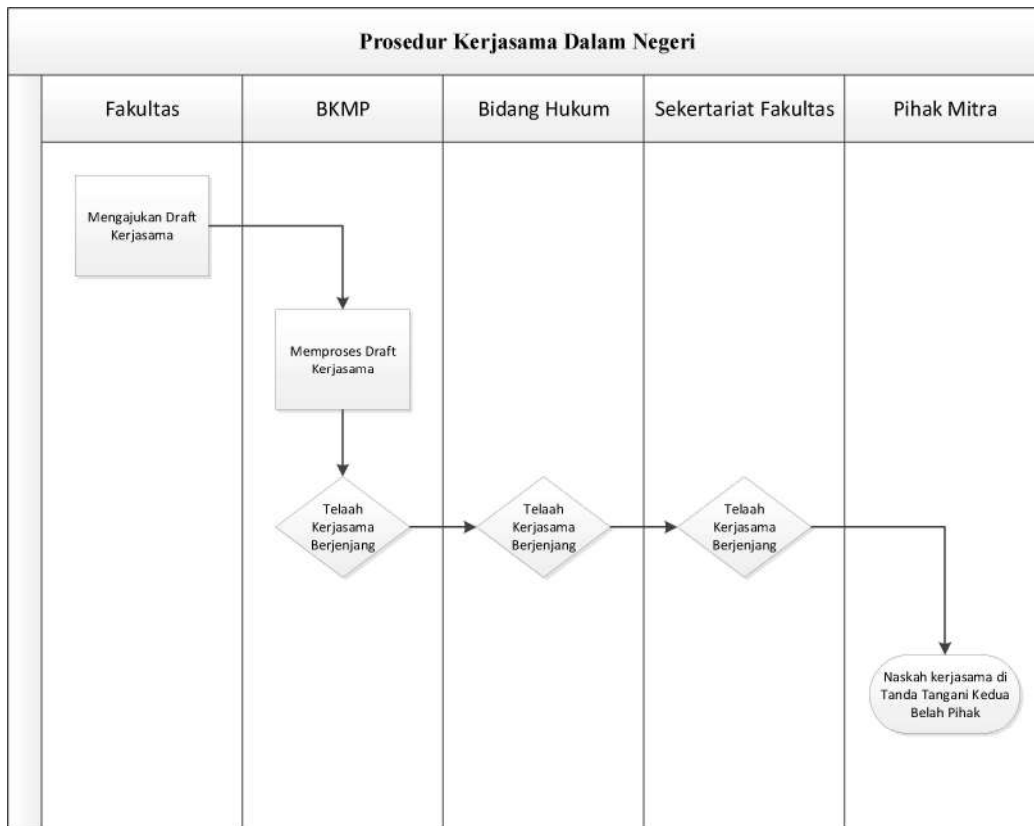 Prosedur Kerjasama Dalam Negeri
Fakultas
BKMP
Bidang Hukum
Sekertariat Fakultas
Pihak Mitra
Mengajukan Draft
Kerjasama
Memproses Draft
Kerjasama
Telaah
Kerjasama
Berjenjang
Telaah
Kerjasama
Berjenjang
Telaah
Kerjasama
Berjenjang
Naskah kerjasama di
Tanda Tangani Kedua
Belah Pihak